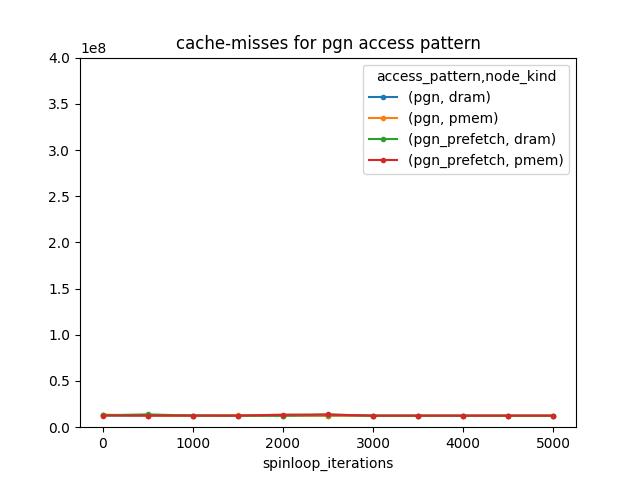 cache-misses for pgn access pattern
1e8
4.0
3.5
3.0
2.5
2.0
1.5
1.0
0.5
0.0
access_pattern,node_kind
(pgn, dram)
(pgn, pmem)
(pgn_prefetch, dram)
(pgn_prefetch, pmem)
0 1000 2000 3000 4000 5000
spinloop_iterations